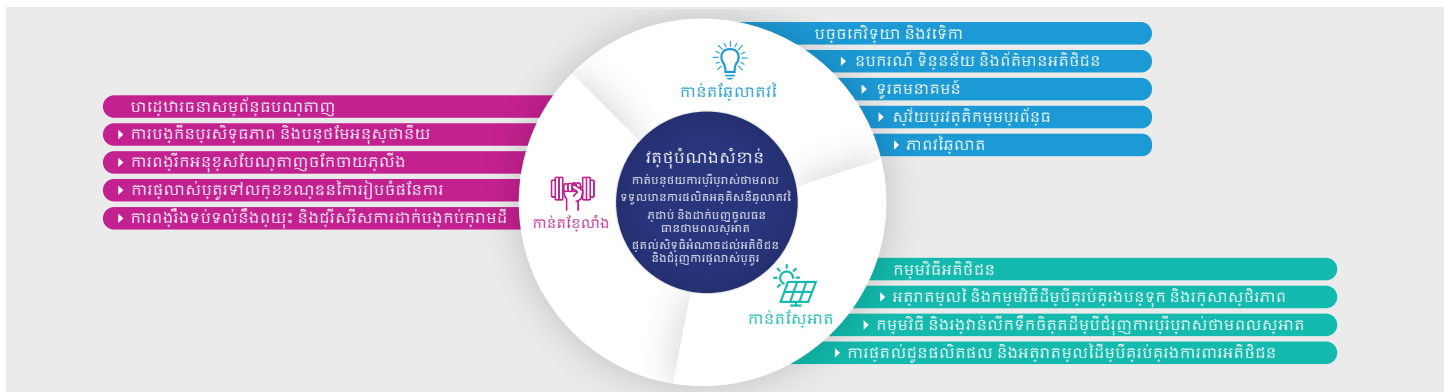 បច្ចកេវិទ្យា និងវេទិកា
ឧបករណ៍ ទិន្នន័យ និងព័ត៌មានអតិថិជន
ទូរគមនាគមន៍
ស្វ័យប្រវត្តិកម្មប្រព័ន្ធ
ភាពវៃឆ្លាត
កាន់តែឆ្លាតវៃ
ហេដ្ឋារចនាសម្ព័ន្ធបណ្តាញ
ការបង្កើនប្រសិទ្ធភាព និងបន្ថែមអនុស្ថានីយ
ការពង្រីកអនុខ្សែបណ្តាញចែកចាយភ្លើង
ការផ្លាស់ប្តូរទៅលក្ខខណ្ឌនៃការរៀបចំផែនការ
ការពង្រឹងទប់ទល់នឹងព្យុះ និងជ្រើសរើសការដាក់បង្កប់ក្រោមដី
កាន់តែខ្លាំង
វត្ថុបំណងសំខាន់
កាត់បន្ថយការប្រើប្រាស់ថាមពល
ទទួលបានការផលិតអគ្គិសនីឆ្លាតវៃ
ភ្ជាប់ និងដាក់បញ្ចូលធន
ធានថាមពលស្អាត
ផ្តល់សិទ្ធិអំណាចដល់អតិថិជន
និងជំរុញការផ្លាស់ប្តូរ
កាន់តែស្អាត
កម្មវិធីអតិថិជន
អត្រាតម្លៃ និងកម្មវិធីដើម្បីគ្រប់គ្រងបន្ទុក និងរក្សាស្ថិរភាព
កម្មវិធី និងរង្វាន់លើកទឹកចិត្តដើម្បីជំរុញការប្រើប្រាស់ថាមពលស្អាត
ការផ្តល់ជូនផលិតផល និងអត្រាតម្លៃដើម្បីគ្រប់គ្រងការពារអតិថិជន